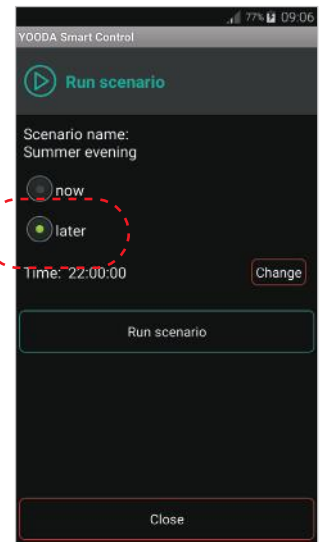 77% 09:06
YOODA Smart Control
Run scenario
Scenario name:
Summer evening
now
later
Time: 22:00:00 Change
Run scenario
Close